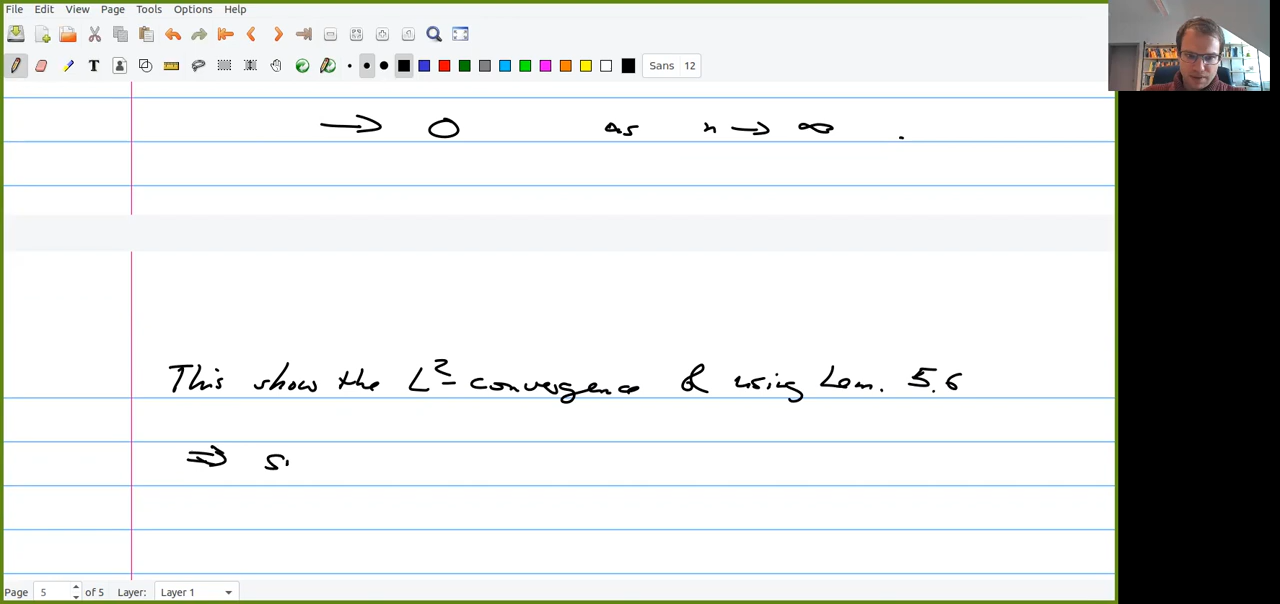 File Edit View Page Tools Options Help
Sans 12
→ 0 as n → ∞ .
This show the L²-convergence & using Lem. 5.6
⇒ s
Page 5 of 5 Layer: Layer 1